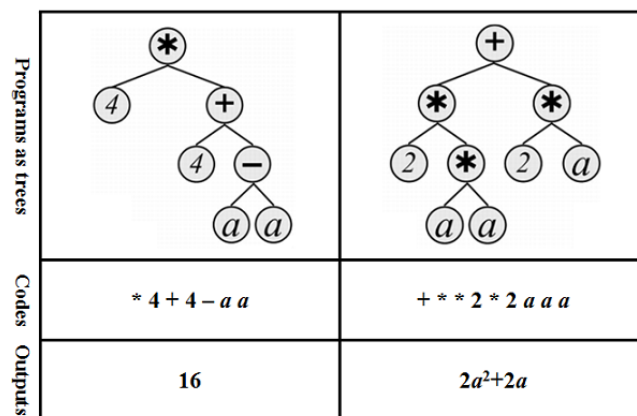 Programs as trees
*
4 +
4 –
a a
+
* *
2 * 2 a
a a
Codes
* 4 + 4 – a a
+ * * 2 * 2 a a a
Outputs
16
2a²+2a